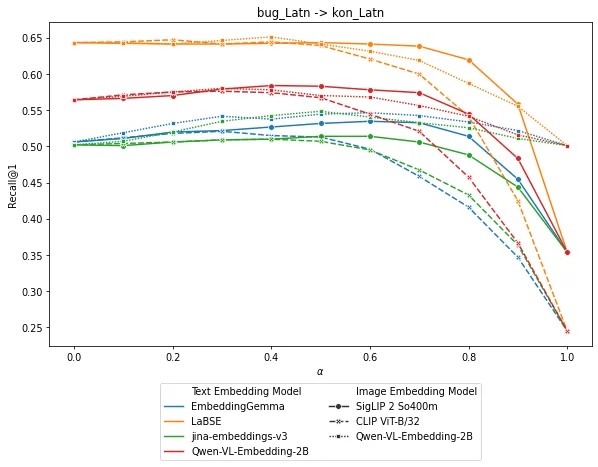 bug_Latn -> kon_Latn
Recall@1
0.65
0.60
0.55
0.50
0.45
0.40
0.35
0.30
0.25
0.0 0.2 0.4 0.6 0.8 1.0
α
Text Embedding Model Image Embedding Model
EmbeddingGemma SigLIP 2 So400m
LaBSE CLIP ViT-B/32
jina-embeddings-v3 Qwen-VL-Embedding-2B
Qwen-VL-Embedding-2B